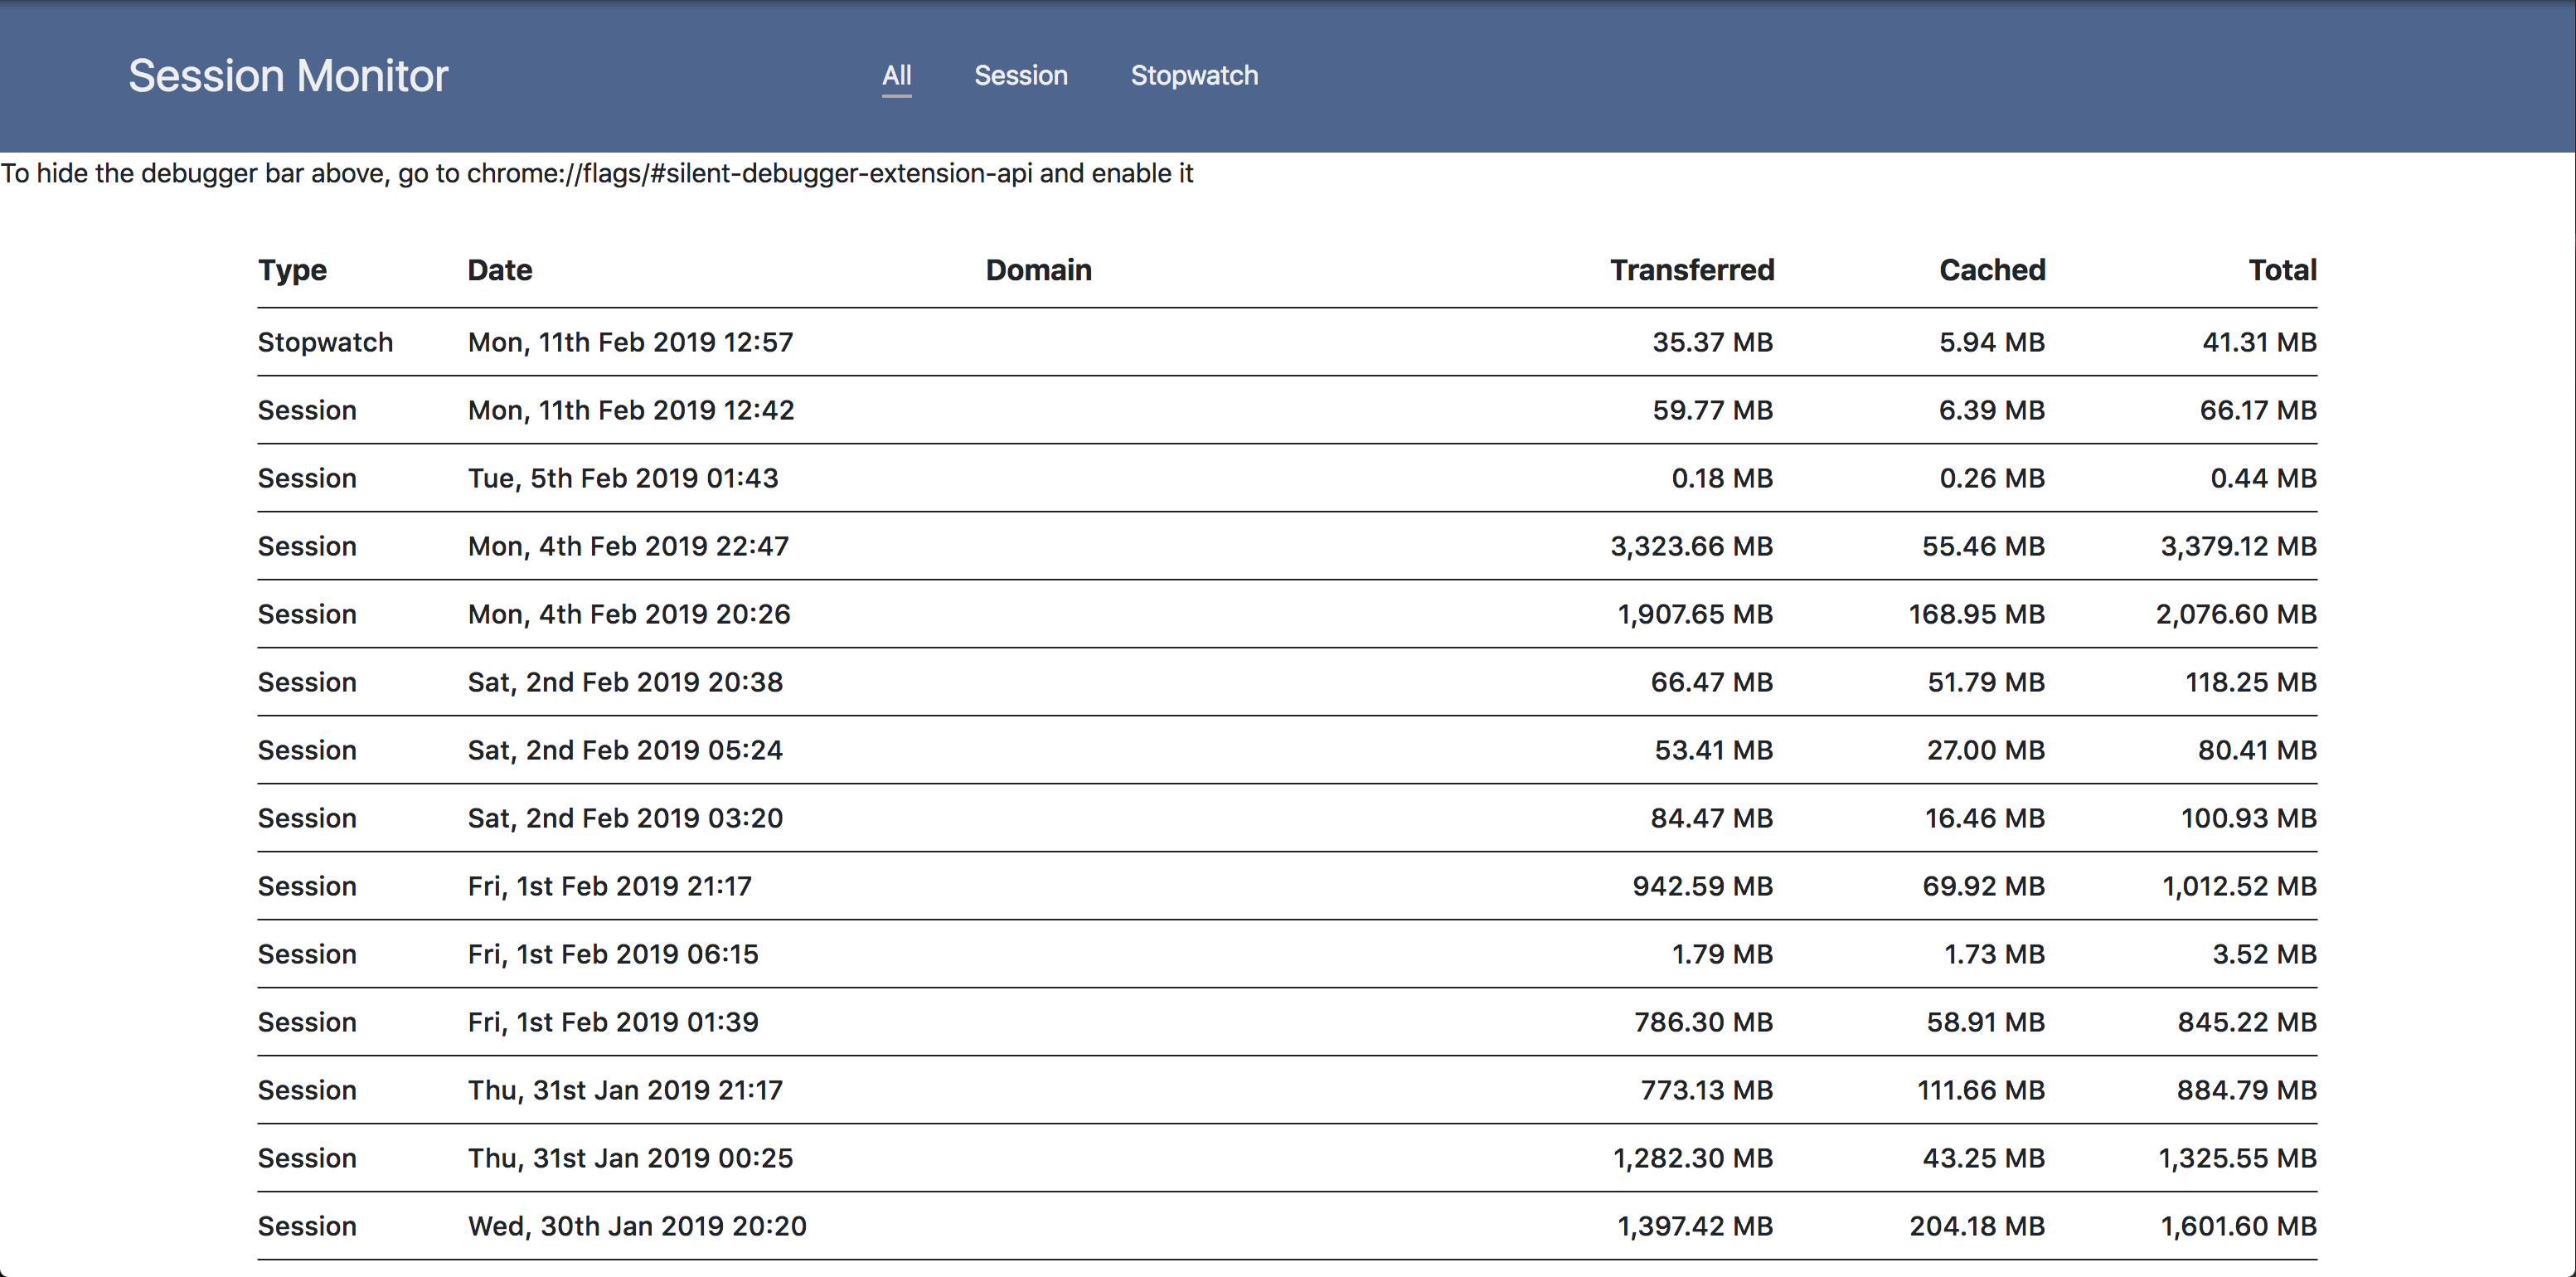 Session Monitor All Session Stopwatch
To hide the debugger bar above, go to chrome://flags/#silent-debugger-extension-api and enable it
Type Date Domain Transferred Cached Total
Stopwatch Mon, 11th Feb 2019 12:57 35.37 MB 5.94 MB 41.31 MB
Session Mon, 11th Feb 2019 12:42 59.77 MB 6.39 MB 66.17 MB
Session Tue, 5th Feb 2019 01:43 0.18 MB 0.26 MB 0.44 MB
Session Mon, 4th Feb 2019 22:47 3,323.66 MB 55.46 MB 3,379.12 MB
Session Mon, 4th Feb 2019 20:26 1,907.65 MB 168.95 MB 2,076.60 MB
Session Sat, 2nd Feb 2019 20:38 66.47 MB 51.79 MB 118.25 MB
Session Sat, 2nd Feb 2019 05:24 53.41 MB 27.00 MB 80.41 MB
Session Sat, 2nd Feb 2019 03:20 84.47 MB 16.46 MB 100.93 MB
Session Fri, 1st Feb 2019 21:17 942.59 MB 69.92 MB 1,012.52 MB
Session Fri, 1st Feb 2019 06:15 1.79 MB 1.73 MB 3.52 MB
Session Fri, 1st Feb 2019 01:39 786.30 MB 58.91 MB 845.22 MB
Session Thu, 31st Jan 2019 21:17 773.13 MB 111.66 MB 884.79 MB
Session Thu, 31st Jan 2019 00:25 1,282.30 MB 43.25 MB 1,325.55 MB
Session Wed, 30th Jan 2019 20:20 1,397.42 MB 204.18 MB 1,601.60 MB